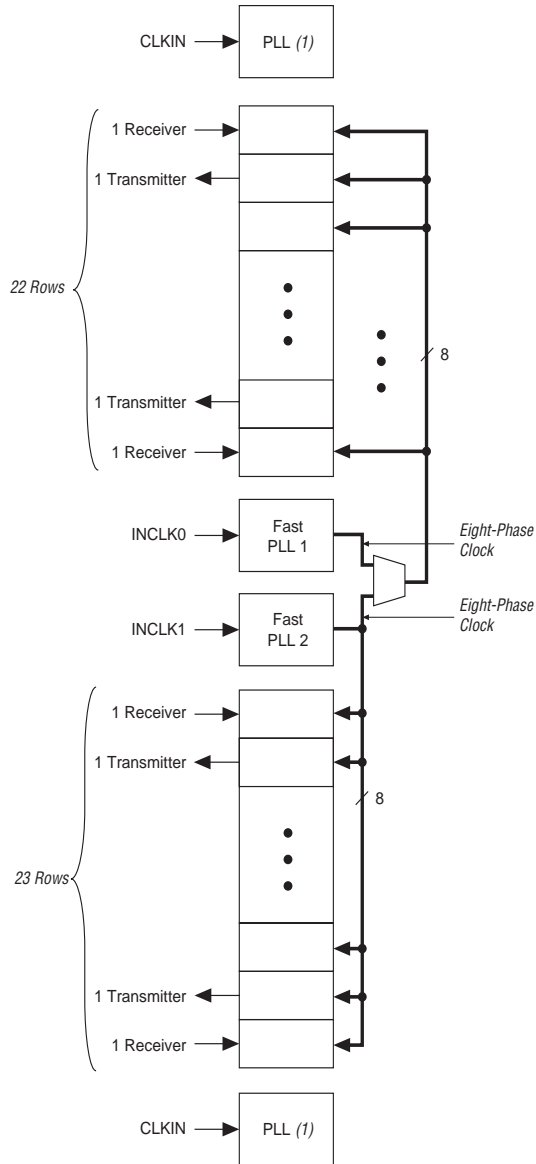 CLKIN
PLL (1)
1 Receiver
1 Transmitter
22 Rows
8
1 Transmitter
1 Receiver
INCLK0
Fast
PLL 1
Eight-Phase
Clock
INCLK1
Fast
PLL 2
Eight-Phase
Clock
1 Receiver
1 Transmitter
8
23 Rows
1 Transmitter
1 Receiver
CLKIN
PLL (1)